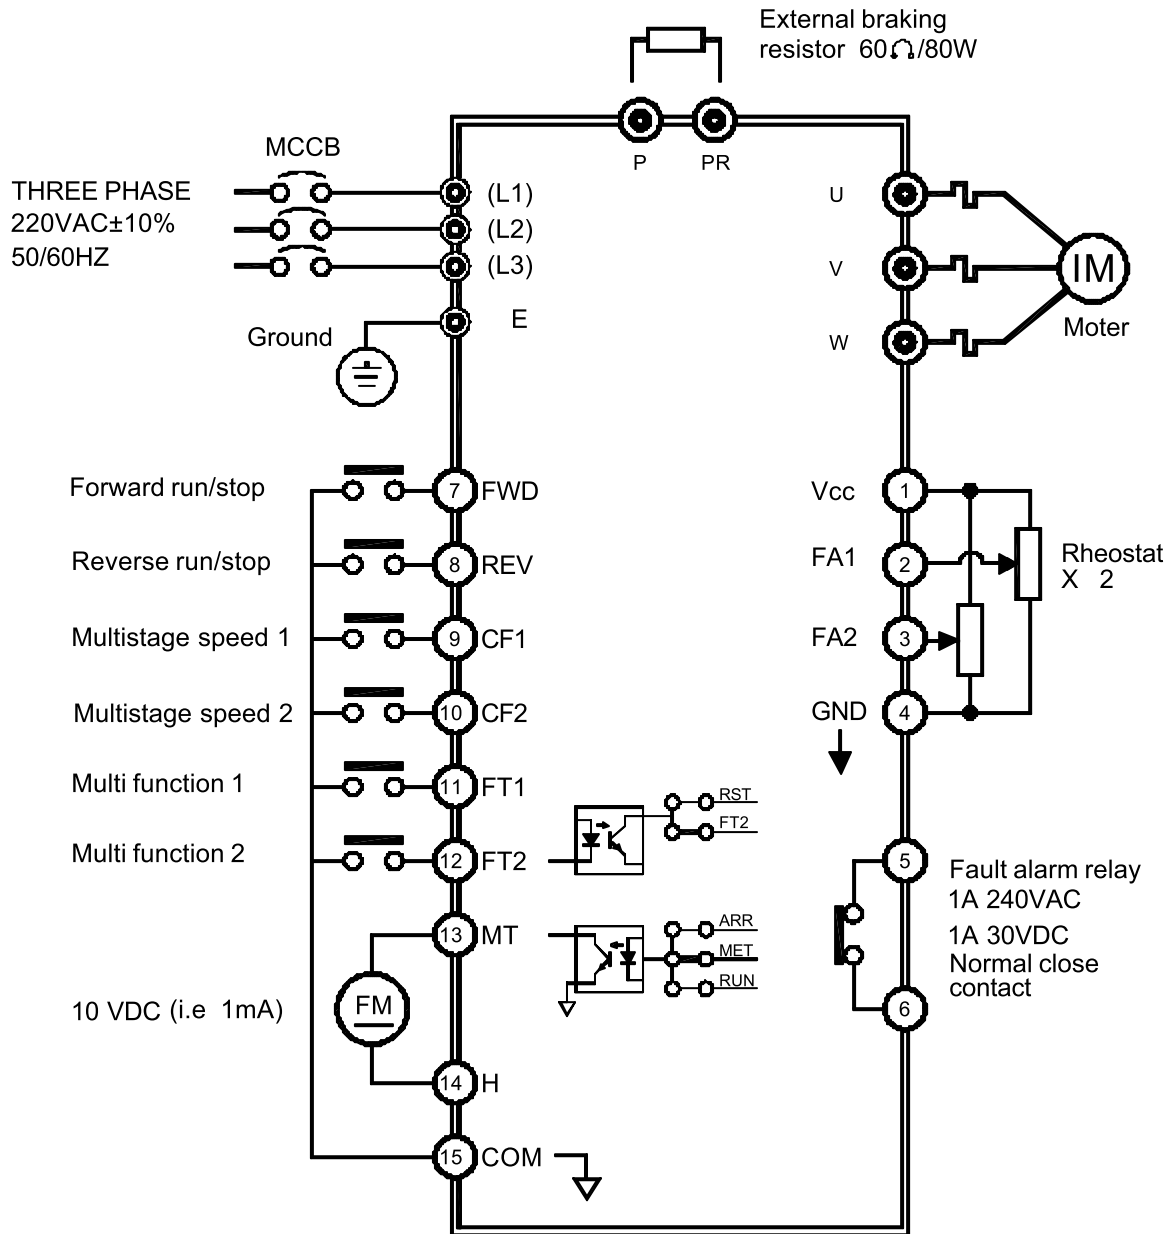 External braking
resistor 60Ω/80W
P
PR
MCCB
THREE PHASE
220VAC±10%
50/60HZ
(L1)
(L2)
(L3)
E
Ground
U
V
W
IM
Moter
Forward run/stop
7 FWD
Reverse run/stop
8 REV
Multistage speed 1
9 CF1
Multistage speed 2
10 CF2
Multi function 1
11 FT1
Multi function 2
12 FT2
13 MT
10 VDC (i.e 1mA)
FM
14 H
15 COM
RST
FT2
ARR
MET
RUN
Vcc 1
FA1 2
FA2 3
GND 4
Rheostat
X 2
5
6
Fault alarm relay
1A 240VAC
1A 30VDC
Normal close
contact